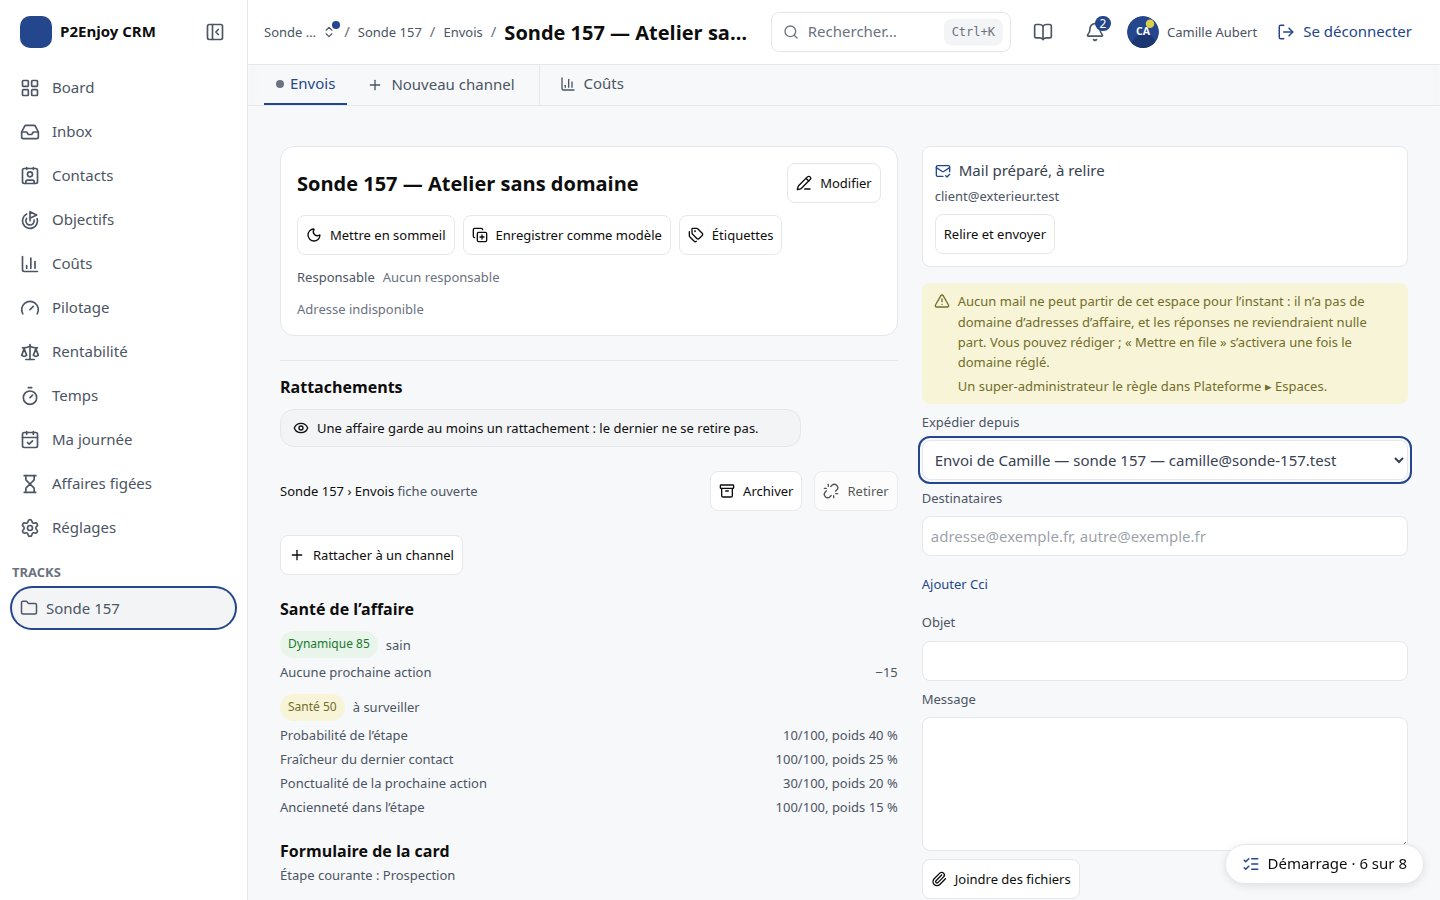 P2Enjoy CRM
Board
Inbox
Contacts
Objectifs
Coûts
Pilotage
Rentabilité
Temps
Ma journée
Affaires figées
Réglages
TRACKS
Sonde 157
Sonde ... / Sonde 157 / Envois / Sonde 157 — Atelier sa...
Rechercher... Ctrl+K
2
CA Camille Aubert
Se déconnecter
Envois
Nouveau channel
Coûts
Sonde 157 — Atelier sans domaine
Modifier
Mettre en sommeil
Enregistrer comme modèle
Étiquettes
Responsable Aucun responsable
Adresse indisponible
Rattachements
Une affaire garde au moins un rattachement : le dernier ne se retire pas.
Sonde 157 › Envois fiche ouverte
Archiver
Retirer
Rattacher à un channel
Santé de l’affaire
Dynamique 85 sain
Aucune prochaine action −15
Santé 50 à surveiller
Probabilité de l’étape 10/100, poids 40 %
Fraîcheur du dernier contact 100/100, poids 25 %
Ponctualité de la prochaine action 30/100, poids 20 %
Ancienneté dans l’étape 100/100, poids 15 %
Formulaire de la card
Étape courante : Prospection
Mail préparé, à relire
client@exterieur.test
Relire et envoyer
Aucun mail ne peut partir de cet espace pour l’instant : il n’a pas de
domaine d’adresses d’affaire, et les réponses ne reviendraient nulle
part. Vous pouvez rédiger ; « Mettre en file » s’activera une fois le
domaine réglé.
Un super-administrateur le règle dans Plateforme ▸ Espaces.
Expédier depuis
Envoi de Camille — sonde 157 — camille@sonde-157.test
Destinataires
adresse@exemple.fr, autre@exemple.fr
Ajouter Cci
Objet
Message
Joindre des fichiers
Démarrage · 6 sur 8